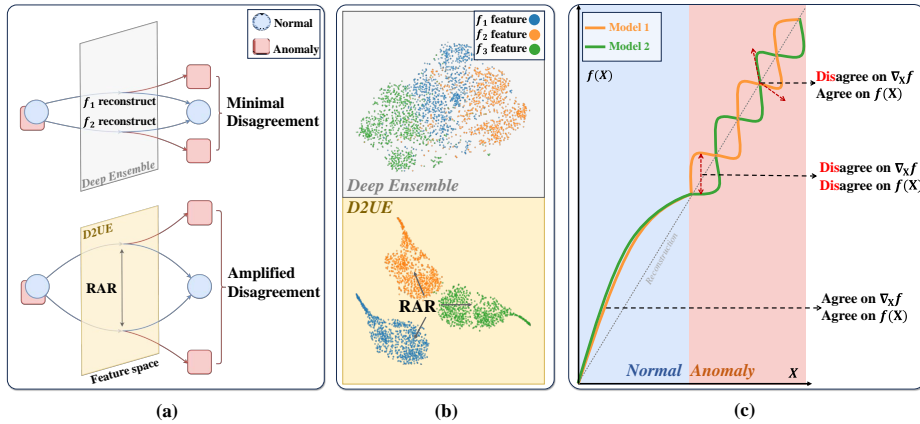 Normal
Anomaly
f₁ reconstruct
f₂ reconstruct
Deep Ensemble
Minimal
Disagreement
D2UE
RAR
Feature space
Amplified
Disagreement
(a)
f₁ feature
f₂ feature
f₃ feature
Deep Ensemble
D2UE
RAR
(b)
Model 1
Model 2
f(X)
Disagree on ∇ₓf
Agree on f(X)
Disagree on ∇ₓf
Disagree on f(X)
Reconstruction
Agree on ∇ₓf
Agree on f(X)
Normal
Anomaly
X
(c)